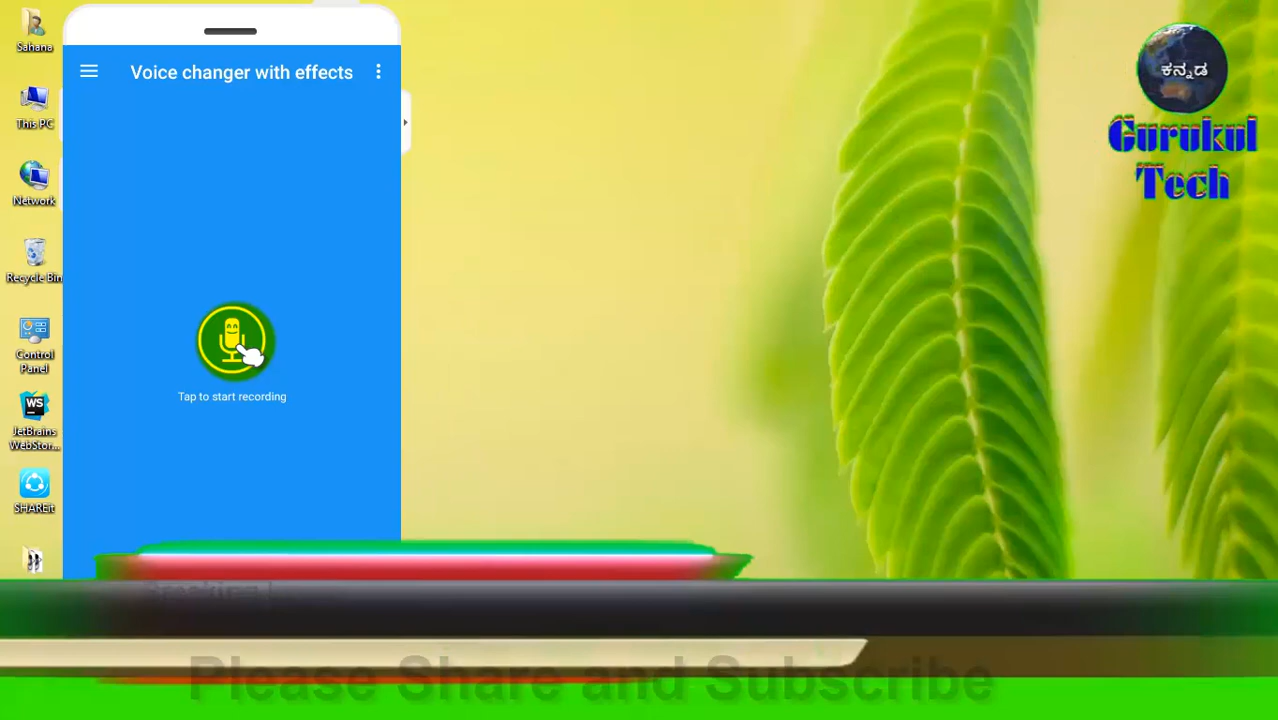 Sahana
This PC
Network
Recycle Bin
Control
Panel
JetBrains
WebStor...
SHAREit
Voice changer with effects
Tap to start recording
ಕನ್ನಡ
Gurukul
Tech
Breaking
Please Share and Subscribe